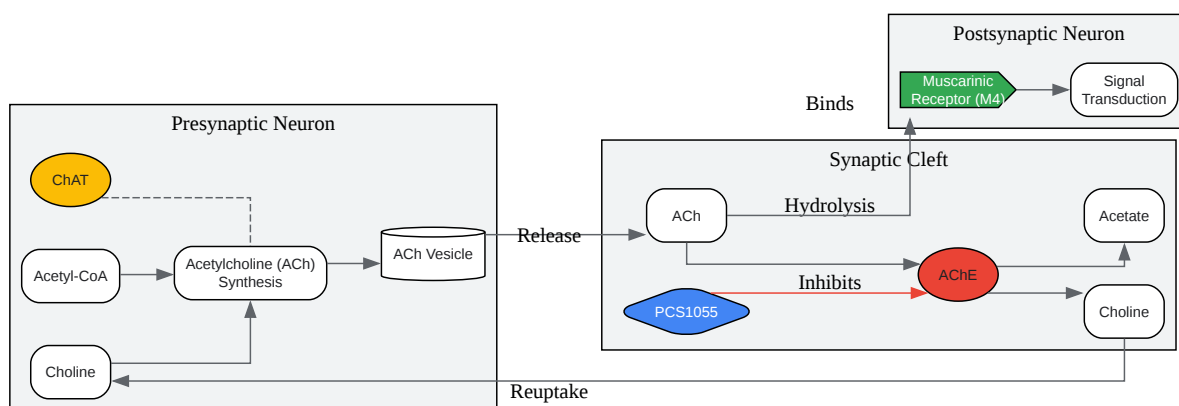 Postsynaptic Neuron
Muscarinic
Receptor (M4)
Signal
Transduction
Binds
Presynaptic Neuron
Synaptic Cleft
ChAT
ACh
Hydrolysis
Acetate
Release
ACh Vesicle
Acetylcholine (ACh)
Synthesis
Acetyl-CoA
AChE
Inhibits
PCS1055
Choline
Choline
Reuptake